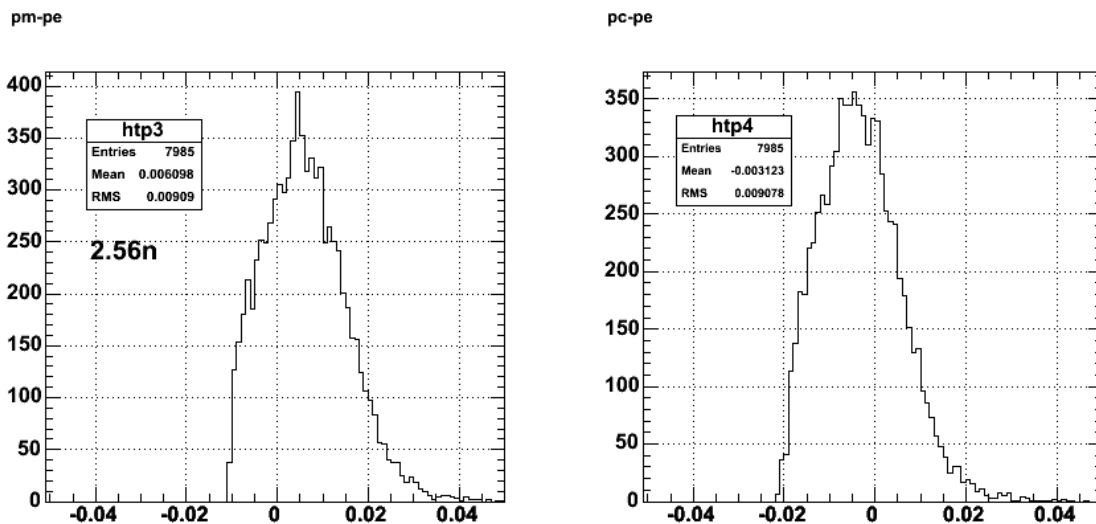 pm-pe
400
350
300
250
200
150
100
50
0
htp3
Entries 7985
Mean 0.006098
RMS 0.00909
2.56n
-0.04 -0.02 0 0.02 0.04
pc-pe
350
300
250
200
150
100
50
0
htp4
Entries 7985
Mean -0.003123
RMS 0.009078
-0.04 -0.02 0 0.02 0.04